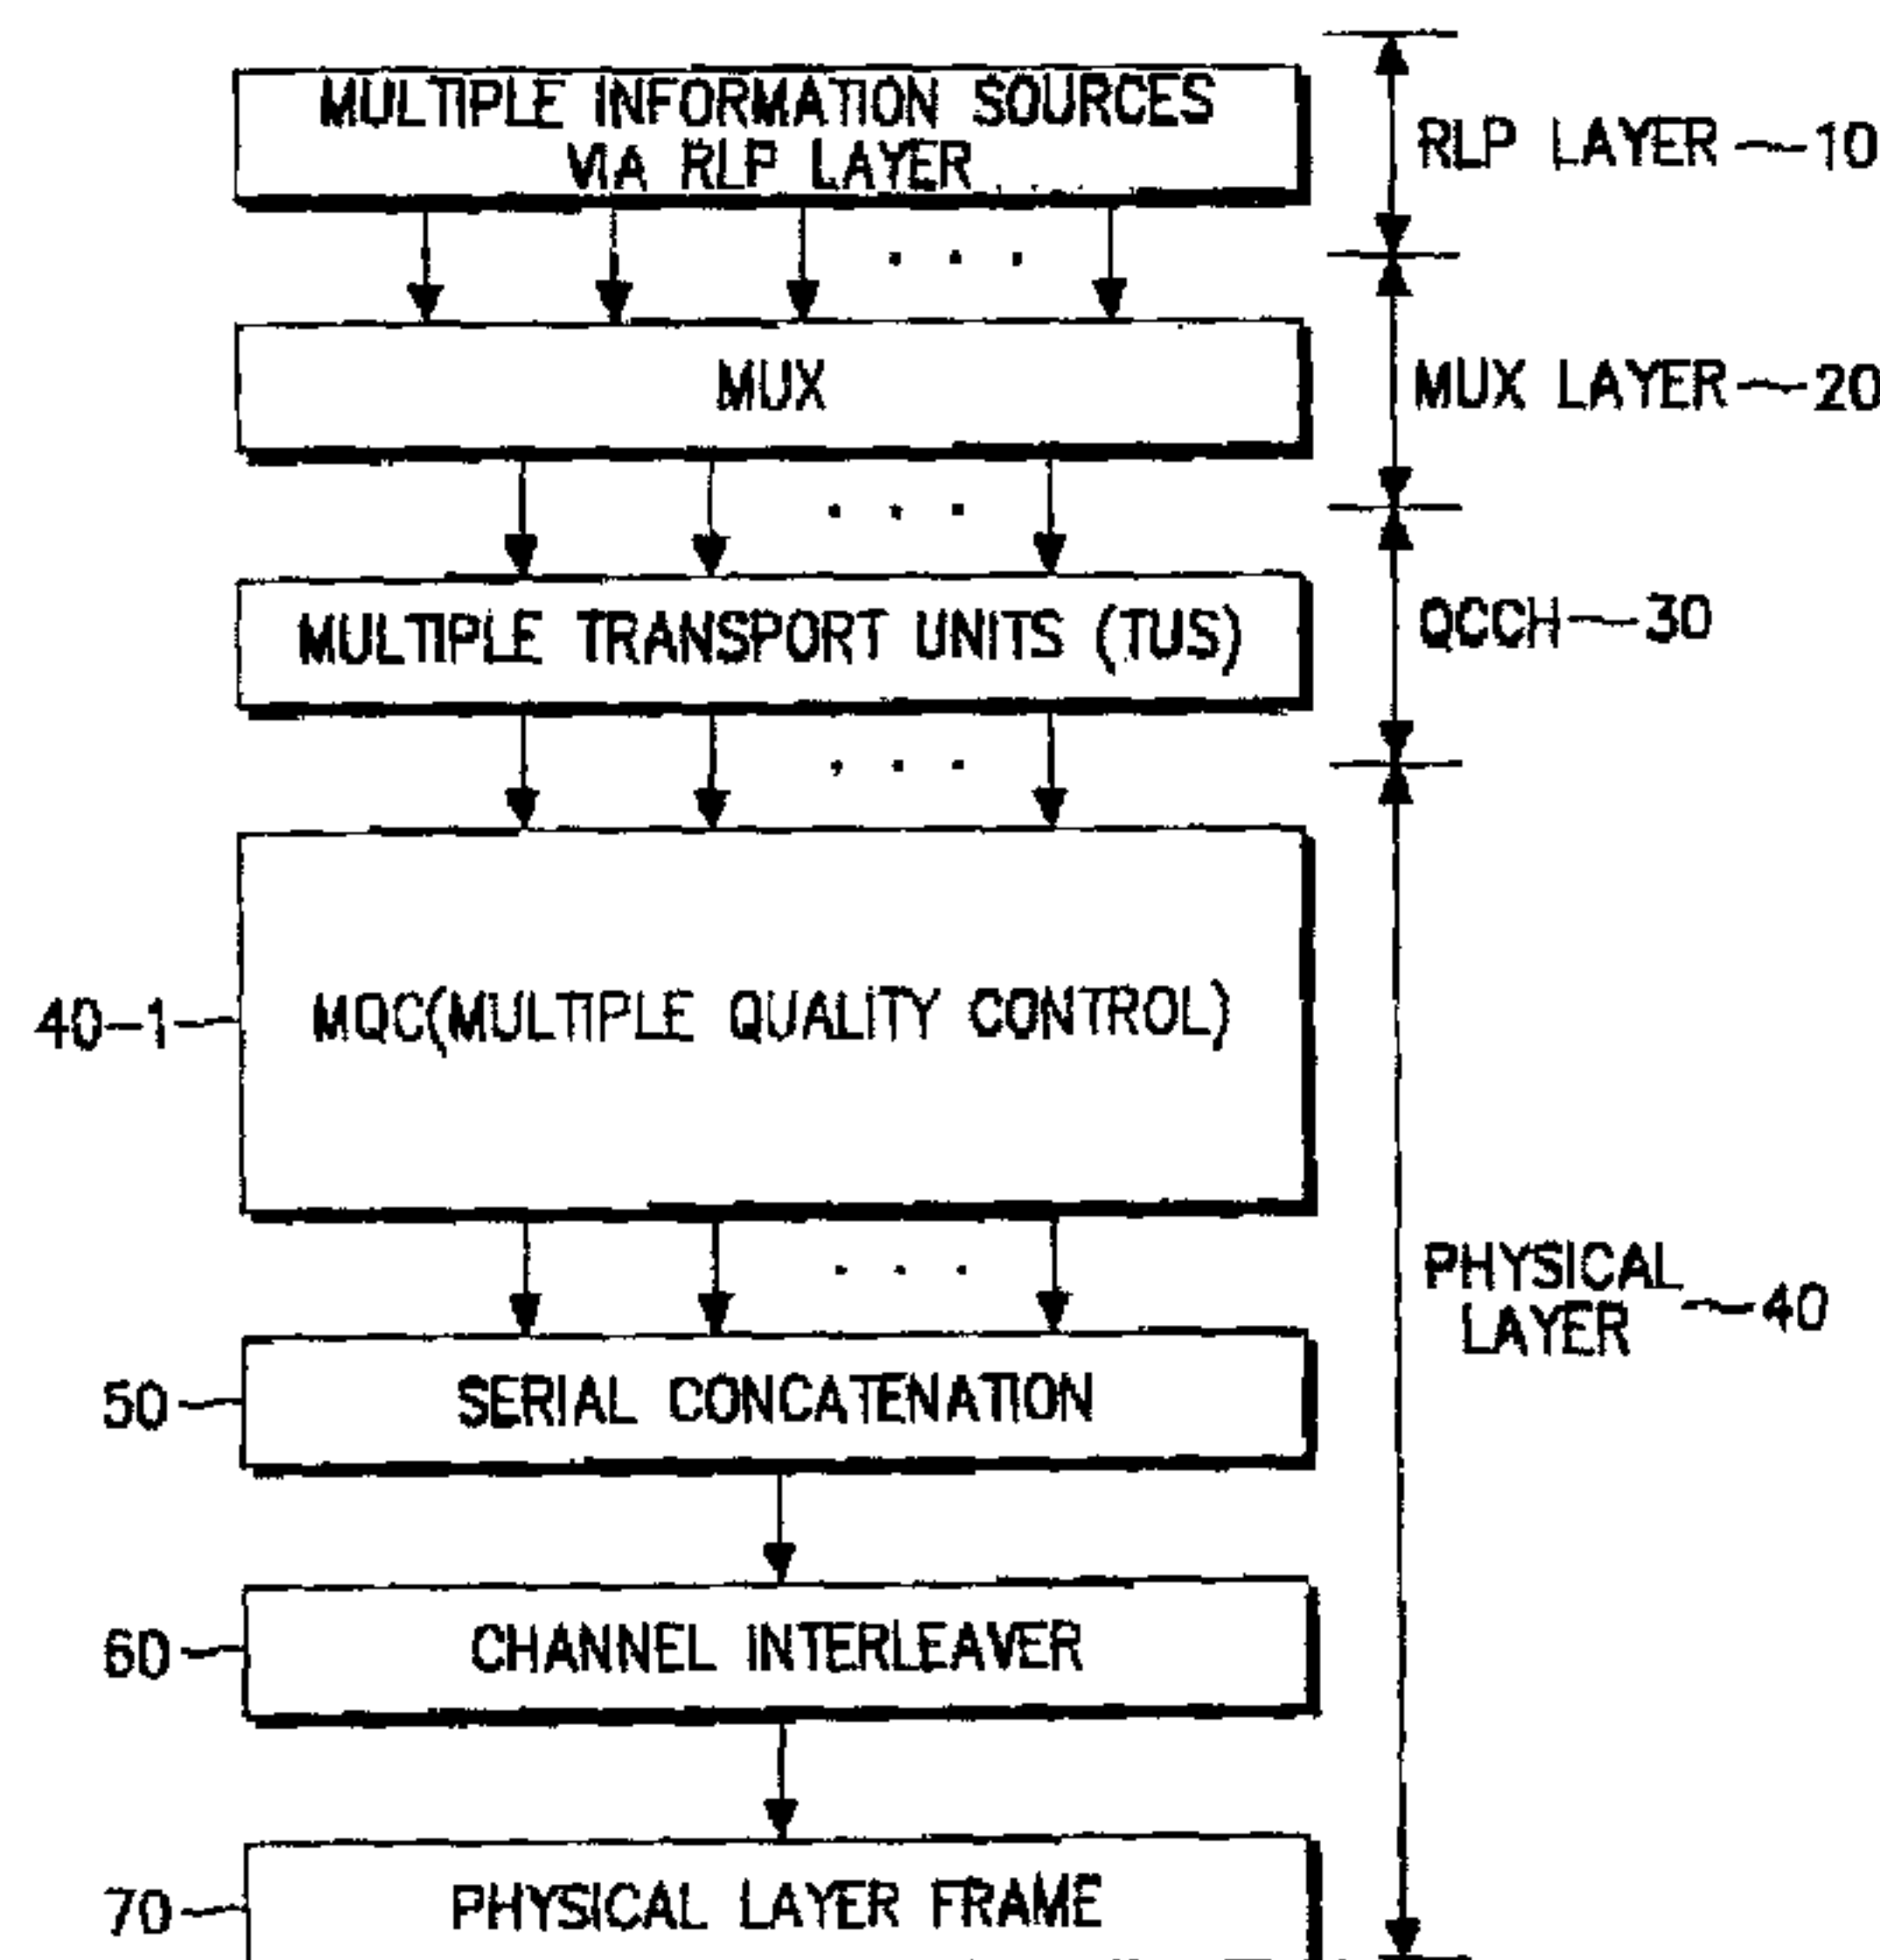 MULTIPLE INFORMATION SOURCES
VIA RLP LAYER
RLP LAYER 10
MUX
MUX LAYER 20
MULTIPLE TRANSPORT UNITS (TUS)
QCCH 30
40-1
MQC(MULTIPLE QUALITY CONTROL)
PHYSICAL
LAYER 40
50
SERIAL CONCATENATION
60
CHANNEL INTERLEAVER
70
PHYSICAL LAYER FRAME